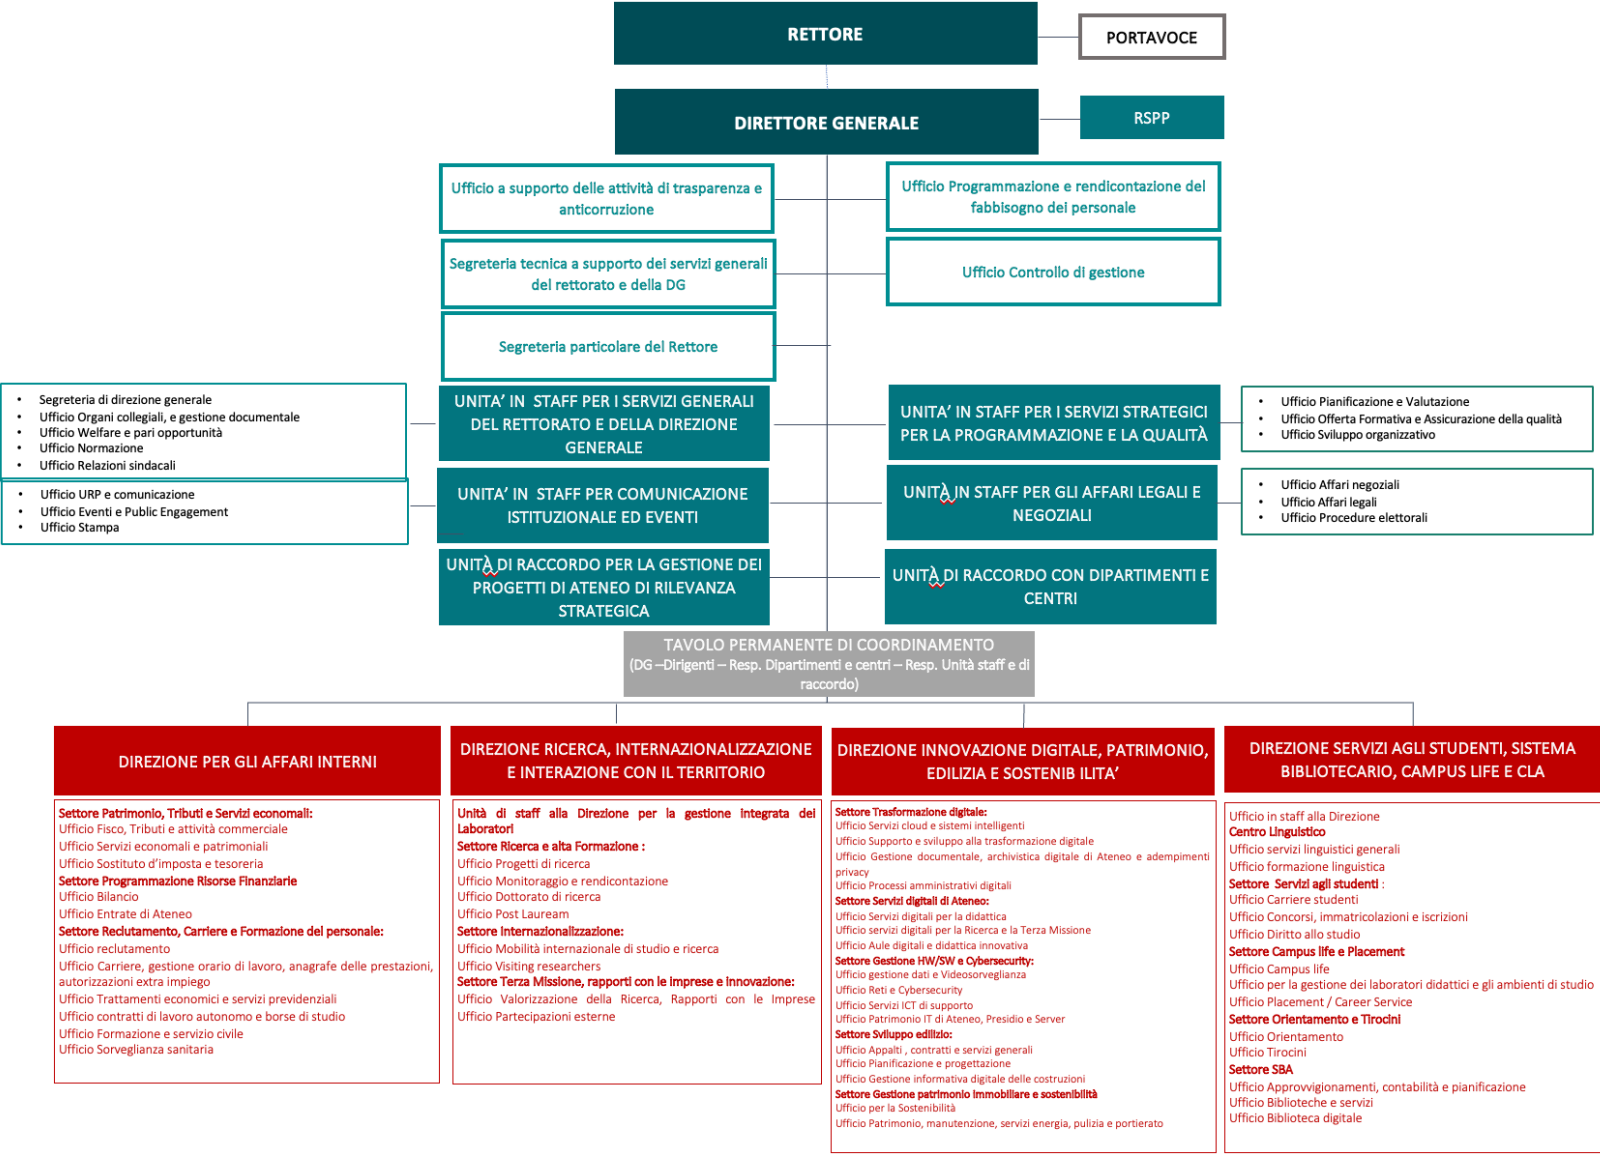 RETTORE
PORTAVOCE
DIRETTORE GENERALE
RSPP
Ufficio a supporto delle attività di trasparenza e
anticorruzione
Ufficio Programmazione e rendicontazione del
fabbisogno dei personale
Segreteria tecnica a supporto dei servizi generali
del rettorato e della DG
Ufficio Controllo di gestione
Segreteria particolare del Rettore
• Segreteria di direzione generale
• Ufficio Organi collegiali, e gestione documentale
• Ufficio Welfare e pari opportunità
• Ufficio Normazione
• Ufficio Relazioni sindacali
UNITA’ IN STAFF PER I SERVIZI GENERALI
DEL RETTORATO E DELLA DIREZIONE
GENERALE
UNITA’ IN STAFF PER I SERVIZI STRATEGICI
PER LA PROGRAMMAZIONE E LA QUALITÀ
• Ufficio Pianificazione e Valutazione
• Ufficio Offerta Formativa e Assicurazione della qualità
• Ufficio Sviluppo organizzativo
• Ufficio URP e comunicazione
• Ufficio Eventi e Public Engagement
• Ufficio Stampa
UNITA’ IN STAFF PER COMUNICAZIONE
ISTITUZIONALE ED EVENTI
UNITÀ IN STAFF PER GLI AFFARI LEGALI E
NEGOZIALI
• Ufficio Affari negoziali
• Ufficio Affari legali
• Ufficio Procedure elettorali
UNITÀ DI RACCORDO PER LA GESTIONE DEI
PROGETTI DI ATENEO DI RILEVANZA
STRATEGICA
UNITÀ DI RACCORDO CON DIPARTIMENTI E
CENTRI
TAVOLO PERMANENTE DI COORDINAMENTO
(DG –Dirigenti – Resp. Dipartimenti e centri – Resp. Unità staff e di
raccordo)
DIREZIONE PER GLI AFFARI INTERNI
Settore Patrimonio, Tributi e Servizi economali:
Ufficio Fisco, Tributi e attività commerciale
Ufficio Servizi economali e patrimoniali
Ufficio Sostituto d’imposta e tesoreria
Settore Programmazione Risorse Finanziarie
Ufficio Bilancio
Ufficio Entrate di Ateneo
Settore Reclutamento, Carriere e Formazione del personale:
Ufficio reclutamento
Ufficio Carriere, gestione orario di lavoro, anagrafe delle prestazioni,
autorizzazioni extra impiego
Ufficio Trattamenti economici e servizi previdenziali
Ufficio contratti di lavoro autonomo e borse di studio
Ufficio Formazione e servizio civile
Ufficio Sorveglianza sanitaria
DIREZIONE RICERCA, INTERNAZIONALIZZAZIONE
E INTERAZIONE CON IL TERRITORIO
Unità di staff alla Direzione per la gestione integrata dei
Laboratori
Settore Ricerca e alta Formazione :
Ufficio Progetti di ricerca
Ufficio Monitoraggio e rendicontazione
Ufficio Dottorato di ricerca
Ufficio Post Lauream
Settore Internazionalizzazione:
Ufficio Mobilità internazionale di studio e ricerca
Ufficio Visiting researchers
Settore Terza Missione, rapporti con le imprese e innovazione:
Ufficio Valorizzazione della Ricerca, Rapporti con le Imprese
Ufficio Partecipazioni esterne
DIREZIONE INNOVAZIONE DIGITALE, PATRIMONIO,
EDILIZIA E SOSTENIB ILITA’
Settore Trasformazione digitale:
Ufficio Servizi cloud e sistemi intelligenti
Ufficio Supporto e sviluppo alla trasformazione digitale
Ufficio Gestione documentale, archivistica digitale di Ateneo e adempimenti
privacy
Ufficio Processi amministrativi digitali
Settore Servizi digitali di Ateneo:
Ufficio Servizi digitali per la didattica
Ufficio servizi digitali per la Ricerca e la Terza Missione
Ufficio Aule digitali e didattica innovativa
Settore Gestione HW/SW e Cybersecurity:
Ufficio gestione dati e Videosorveglianza
Ufficio Reti e Cybersecurity
Ufficio Servizi ICT di supporto
Ufficio Patrimonio IT di Ateneo, Presidio e Server
Settore Sviluppo edilizio:
Ufficio Appalti , contratti e servizi generali
Ufficio Pianificazione e progettazione
Ufficio Gestione informativa digitale delle costruzioni
Settore Gestione patrimonio Immobiliare e sostenibilità
Ufficio per la Sostenibilità
Ufficio Patrimonio, manutenzione, servizi energia, pulizia e portierato
DIREZIONE SERVIZI AGLI STUDENTI, SISTEMA
BIBLIOTECARIO, CAMPUS LIFE E CLA
Ufficio in staff alla Direzione
Centro Linguistico
Ufficio servizi linguistici generali
Ufficio formazione linguistica
Settore Servizi agli studenti :
Ufficio Carriere studenti
Ufficio Concorsi, immatricolazioni e iscrizioni
Ufficio Diritto allo studio
Settore Campus life e Placement
Ufficio Campus life
Ufficio per la gestione dei laboratori didattici e gli ambienti di studio
Ufficio Placement / Career Service
Settore Orientamento e Tirocini
Ufficio Orientamento
Ufficio Tirocini
Settore SBA
Ufficio Approvvigionamenti, contabilità e pianificazione
Ufficio Biblioteche e servizi
Ufficio Biblioteca digitale